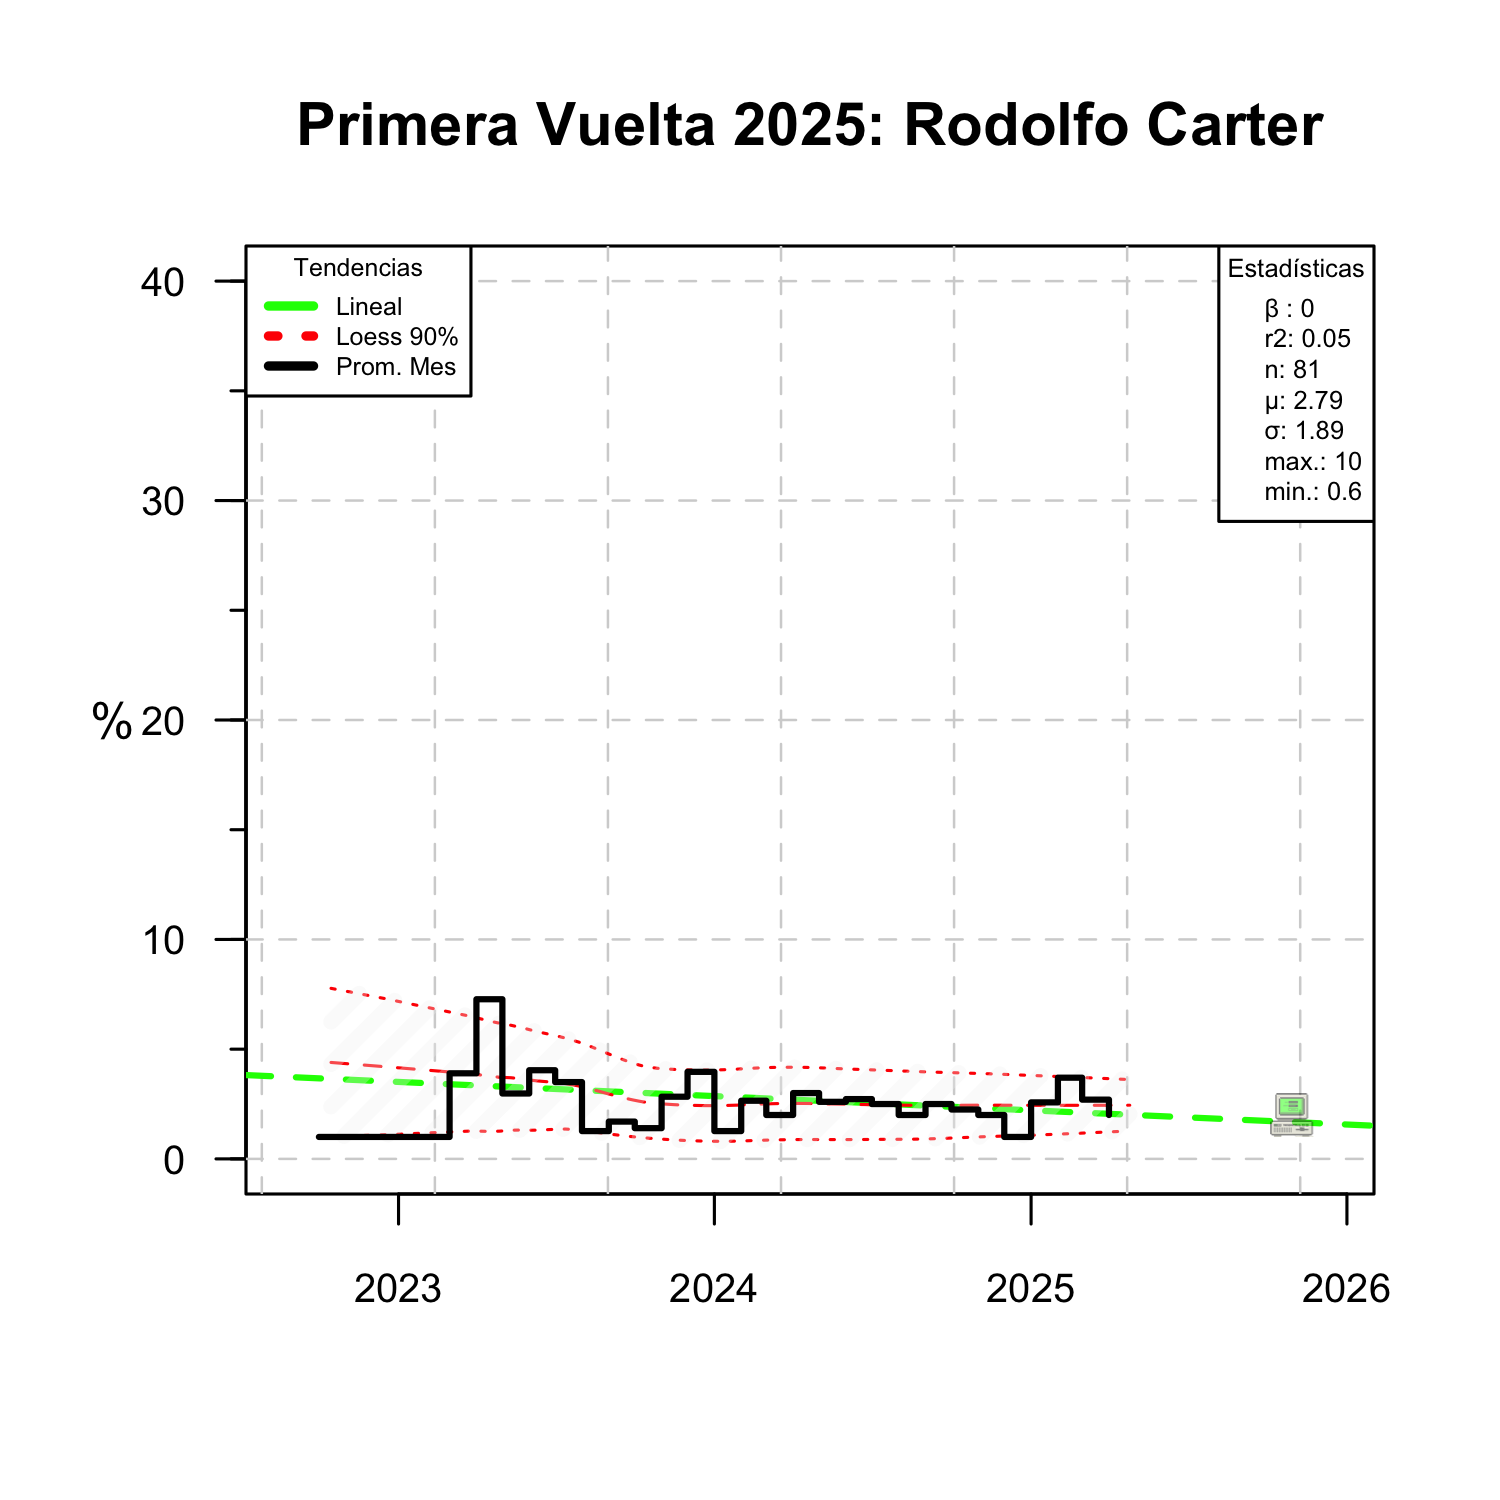 Primera Vuelta 2025: Rodolfo Carter
Tendencias
Lineal
Loess 90%
Prom. Mes
Estadísticas
β : 0
r2: 0.05
n: 81
μ: 2.79
σ: 1.89
max.: 10
min.: 0.6
%
40
30
20
10
0
2023
2024
2025
2026